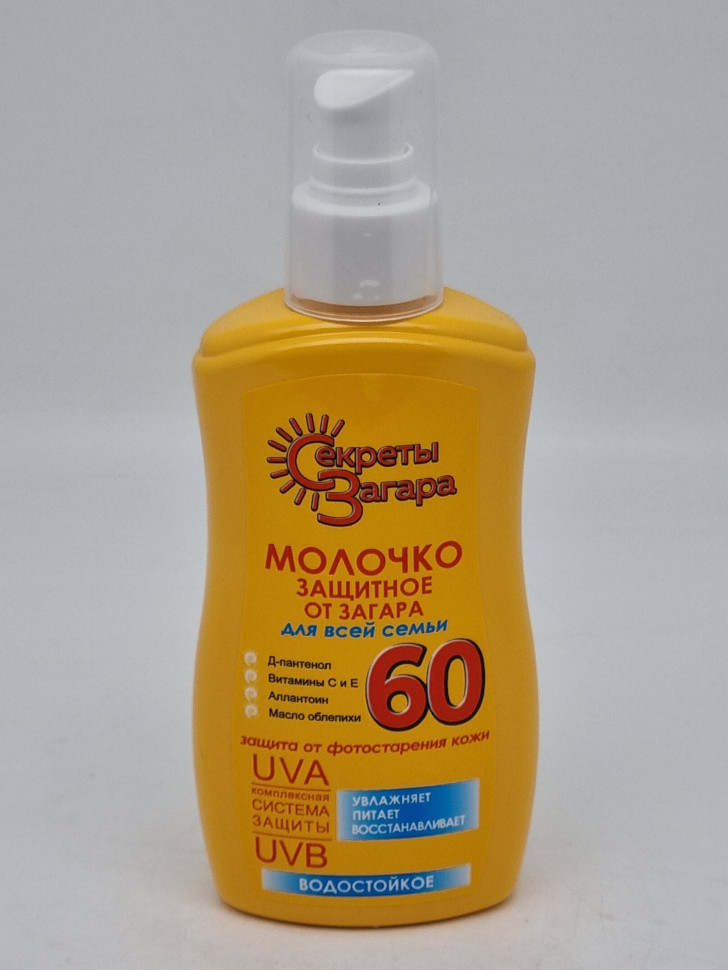 Секреты
Загара
МОЛОЧКО
ЗАЩИТНОЕ
ОТ ЗАГАРА
для всей семьи
Д-пантенол
Витамины С и Е
Аллантоин
Масло облепихи
60
защита от фотостарения кожи
UVA
комплексная
СИСТЕМА
ЗАЩИТЫ
UVB
УВЛАЖНЯЕТ
ПИТАЕТ
ВОССТАНАВЛИВАЕТ
ВОДОСТОЙКОЕ